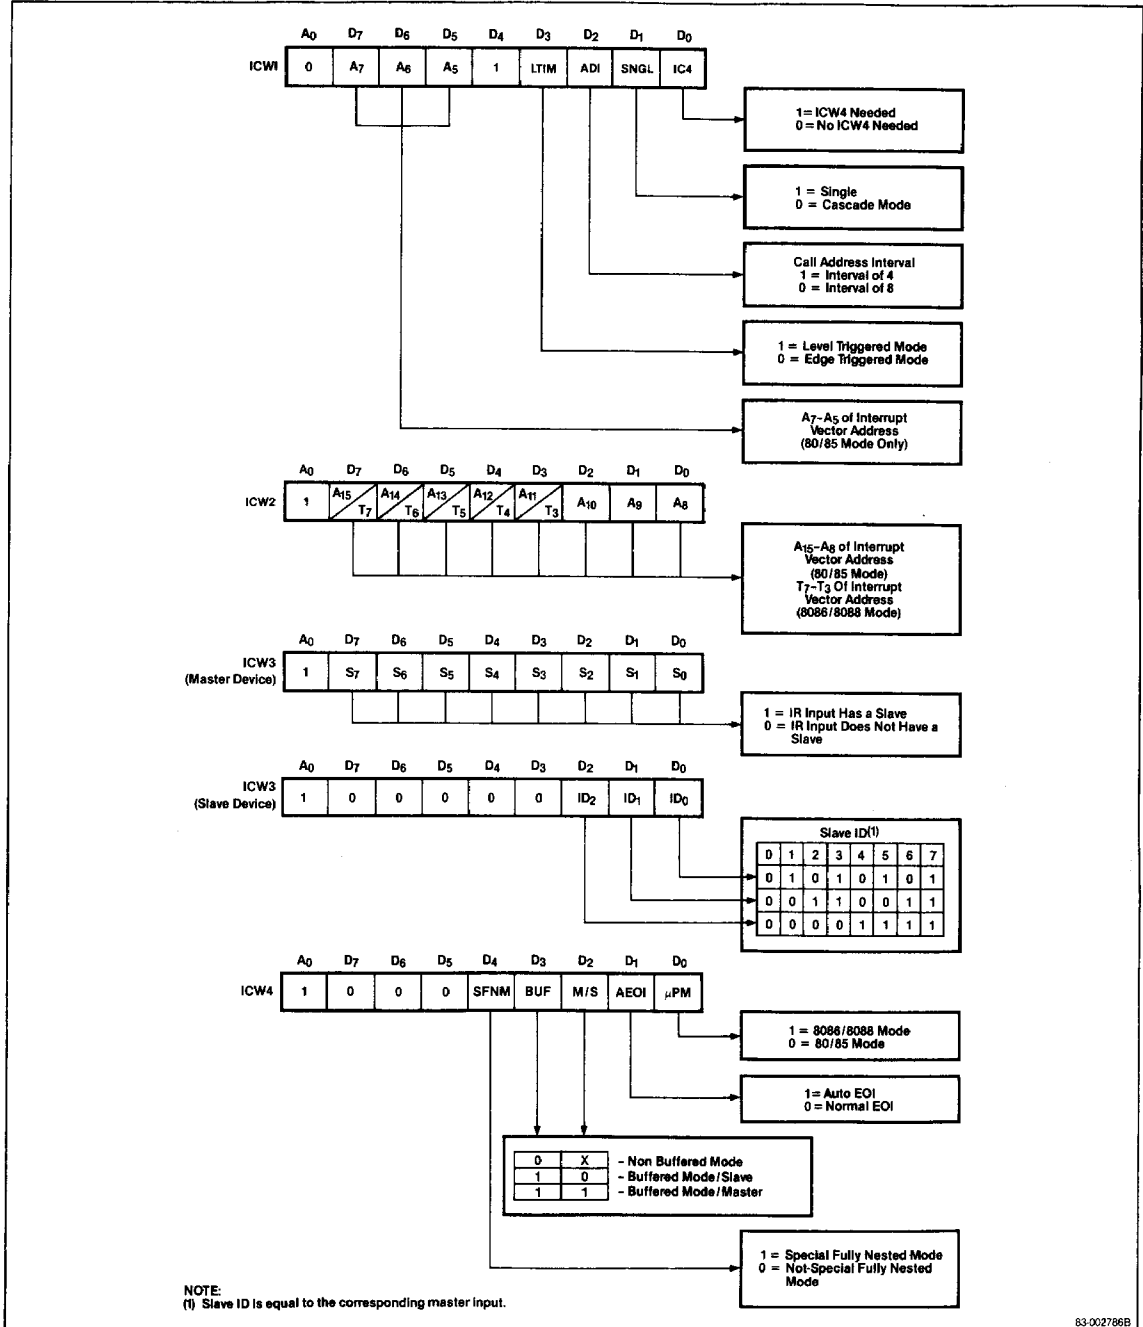 A0 D7 D6 D5 D4 D3 D2 D1 D0
ICW1 0 A7 A6 A5 1 LTIM ADI SNGL IC4
1 = ICW4 Needed
0 = No ICW4 Needed
1 = Single
0 = Cascade Mode
Call Address Interval
1 = Interval of 4
0 = Interval of 8
1 = Level Triggered Mode
0 = Edge Triggered Mode
A7-A5 of Interrupt
Vector Address
(80/85 Mode Only)
A0 D7 D6 D5 D4 D3 D2 D1 D0
ICW2 1 A15/T7 A14/T6 A13/T5 A12/T4 A11/T3 A10 A9 A8
A15-A8 of Interrupt
Vector Address
(80/85 Mode)
T7-T3 Of Interrupt
Vector Address
(8086/8088 Mode)
A0 D7 D6 D5 D4 D3 D2 D1 D0
ICW3
(Master Device) 1 S7 S6 S5 S4 S3 S2 S1 S0
1 = IR Input Has a Slave
0 = IR Input Does Not Have a
Slave
A0 D7 D6 D5 D4 D3 D2 D1 D0
ICW3
(Slave Device) 1 0 0 0 0 0 ID2 ID1 ID0
Slave ID(1)
0 1 2 3 4 5 6 7
0 1 0 1 0 1 0 1
0 0 1 1 0 0 1 1
0 0 0 0 1 1 1 1
A0 D7 D6 D5 D4 D3 D2 D1 D0
ICW4 1 0 0 0 SFNM BUF M/S AEOI μPM
1 = 8086/8088 Mode
0 = 80/85 Mode
1 = Auto EOI
0 = Normal EOI
0 X - Non Buffered Mode
1 0 - Buffered Mode/Slave
1 1 - Buffered Mode/Master
1 = Special Fully Nested Mode
0 = Not-Special Fully Nested
Mode
NOTE:
(1) Slave ID is equal to the corresponding master input.
83-002786B